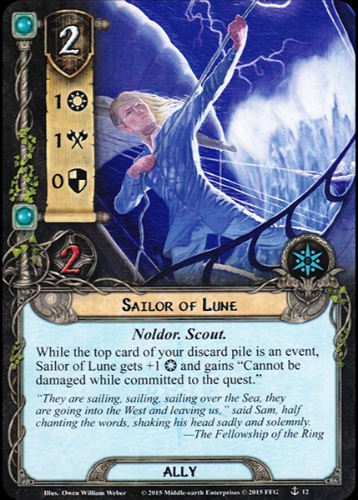 2
1
1
0
2
SAILOR OF LUNE
Noldor. Scout.
While the top card of your discard pile is an event,
Sailor of Lune gets +1 and gains “Cannot be
damaged while committed to the quest.”
“They are sailing, sailing, sailing over the Sea, they
are going into the West and leaving us,” said Sam, half
chanting the words, shaking his head sadly and solemnly.
—The Fellowship of the Ring
ALLY
Illus. Owen William Weber © 2015 Middle-earth Enterprises © 2015 FFG 12